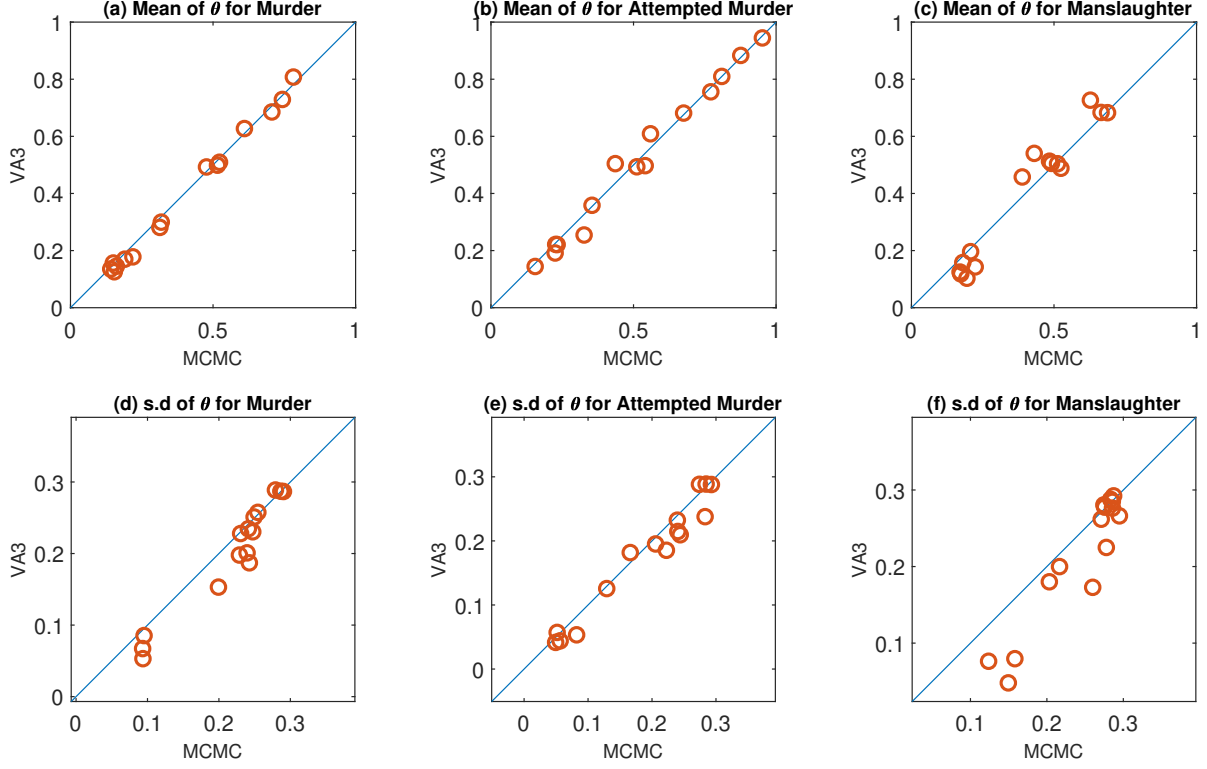 (a) Mean of θ for Murder
1
0.8
0.6
0.4
0.2
0
VA3
0
0.5
1
MCMC
(b) Mean of θ for Attempted Murder
1
0.8
0.6
0.4
0.2
0
VA3
0
0.5
1
MCMC
(c) Mean of θ for Manslaughter
1
0.8
0.6
0.4
0.2
0
VA3
0
0.5
1
MCMC
(d) s.d of θ for Murder
0.3
0.2
0.1
0
VA3
0
0.1
0.2
0.3
MCMC
(e) s.d of θ for Attempted Murder
0.3
0.2
0.1
0
VA3
0
0.1
0.2
0.3
MCMC
(f) s.d of θ for Manslaughter
0.3
0.2
0.1
VA3
0.1
0.2
0.3
MCMC